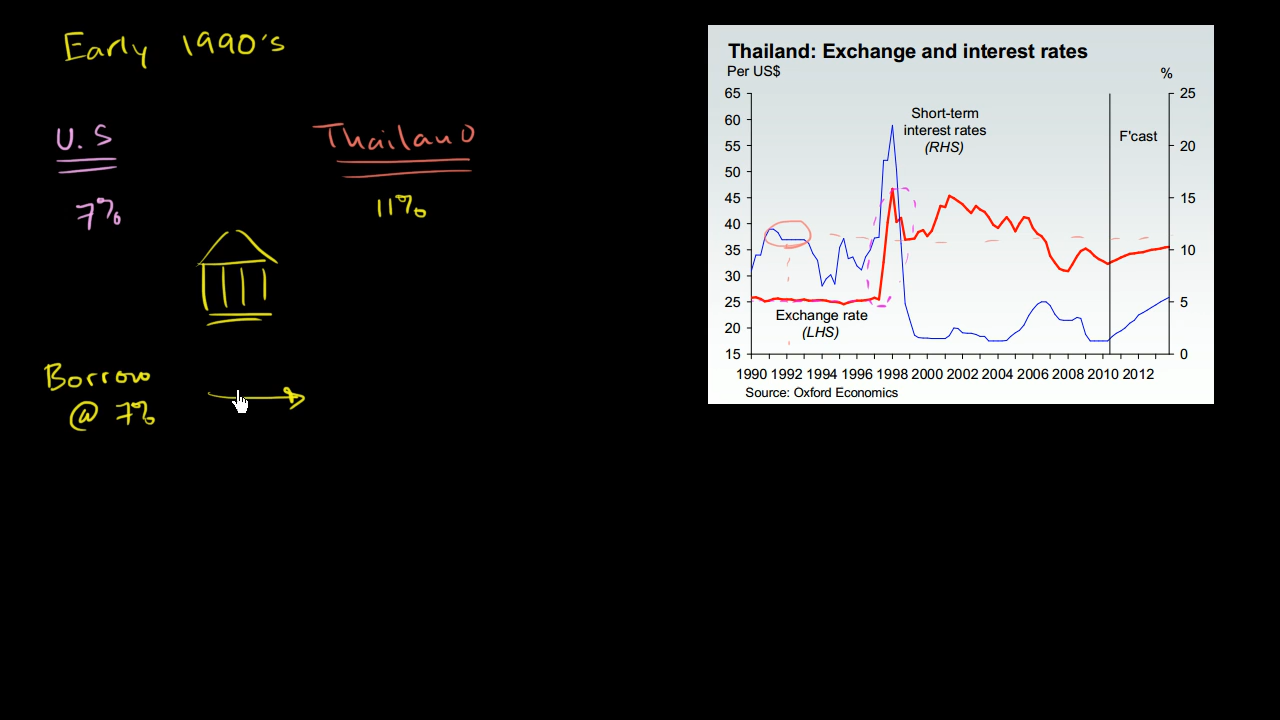 Early 1990's
U.S
Thailand
7%
11%
Borrow
@ 7%
Thailand: Exchange and interest rates
Per US$
%
65
60
55
50
45
40
35
30
25
20
15
25
20
15
10
5
0
Short-term
interest rates
(RHS)
F'cast
Exchange rate
(LHS)
1990 1992 1994 1996 1998 2000 2002 2004 2006 2008 2010 2012
Source: Oxford Economics